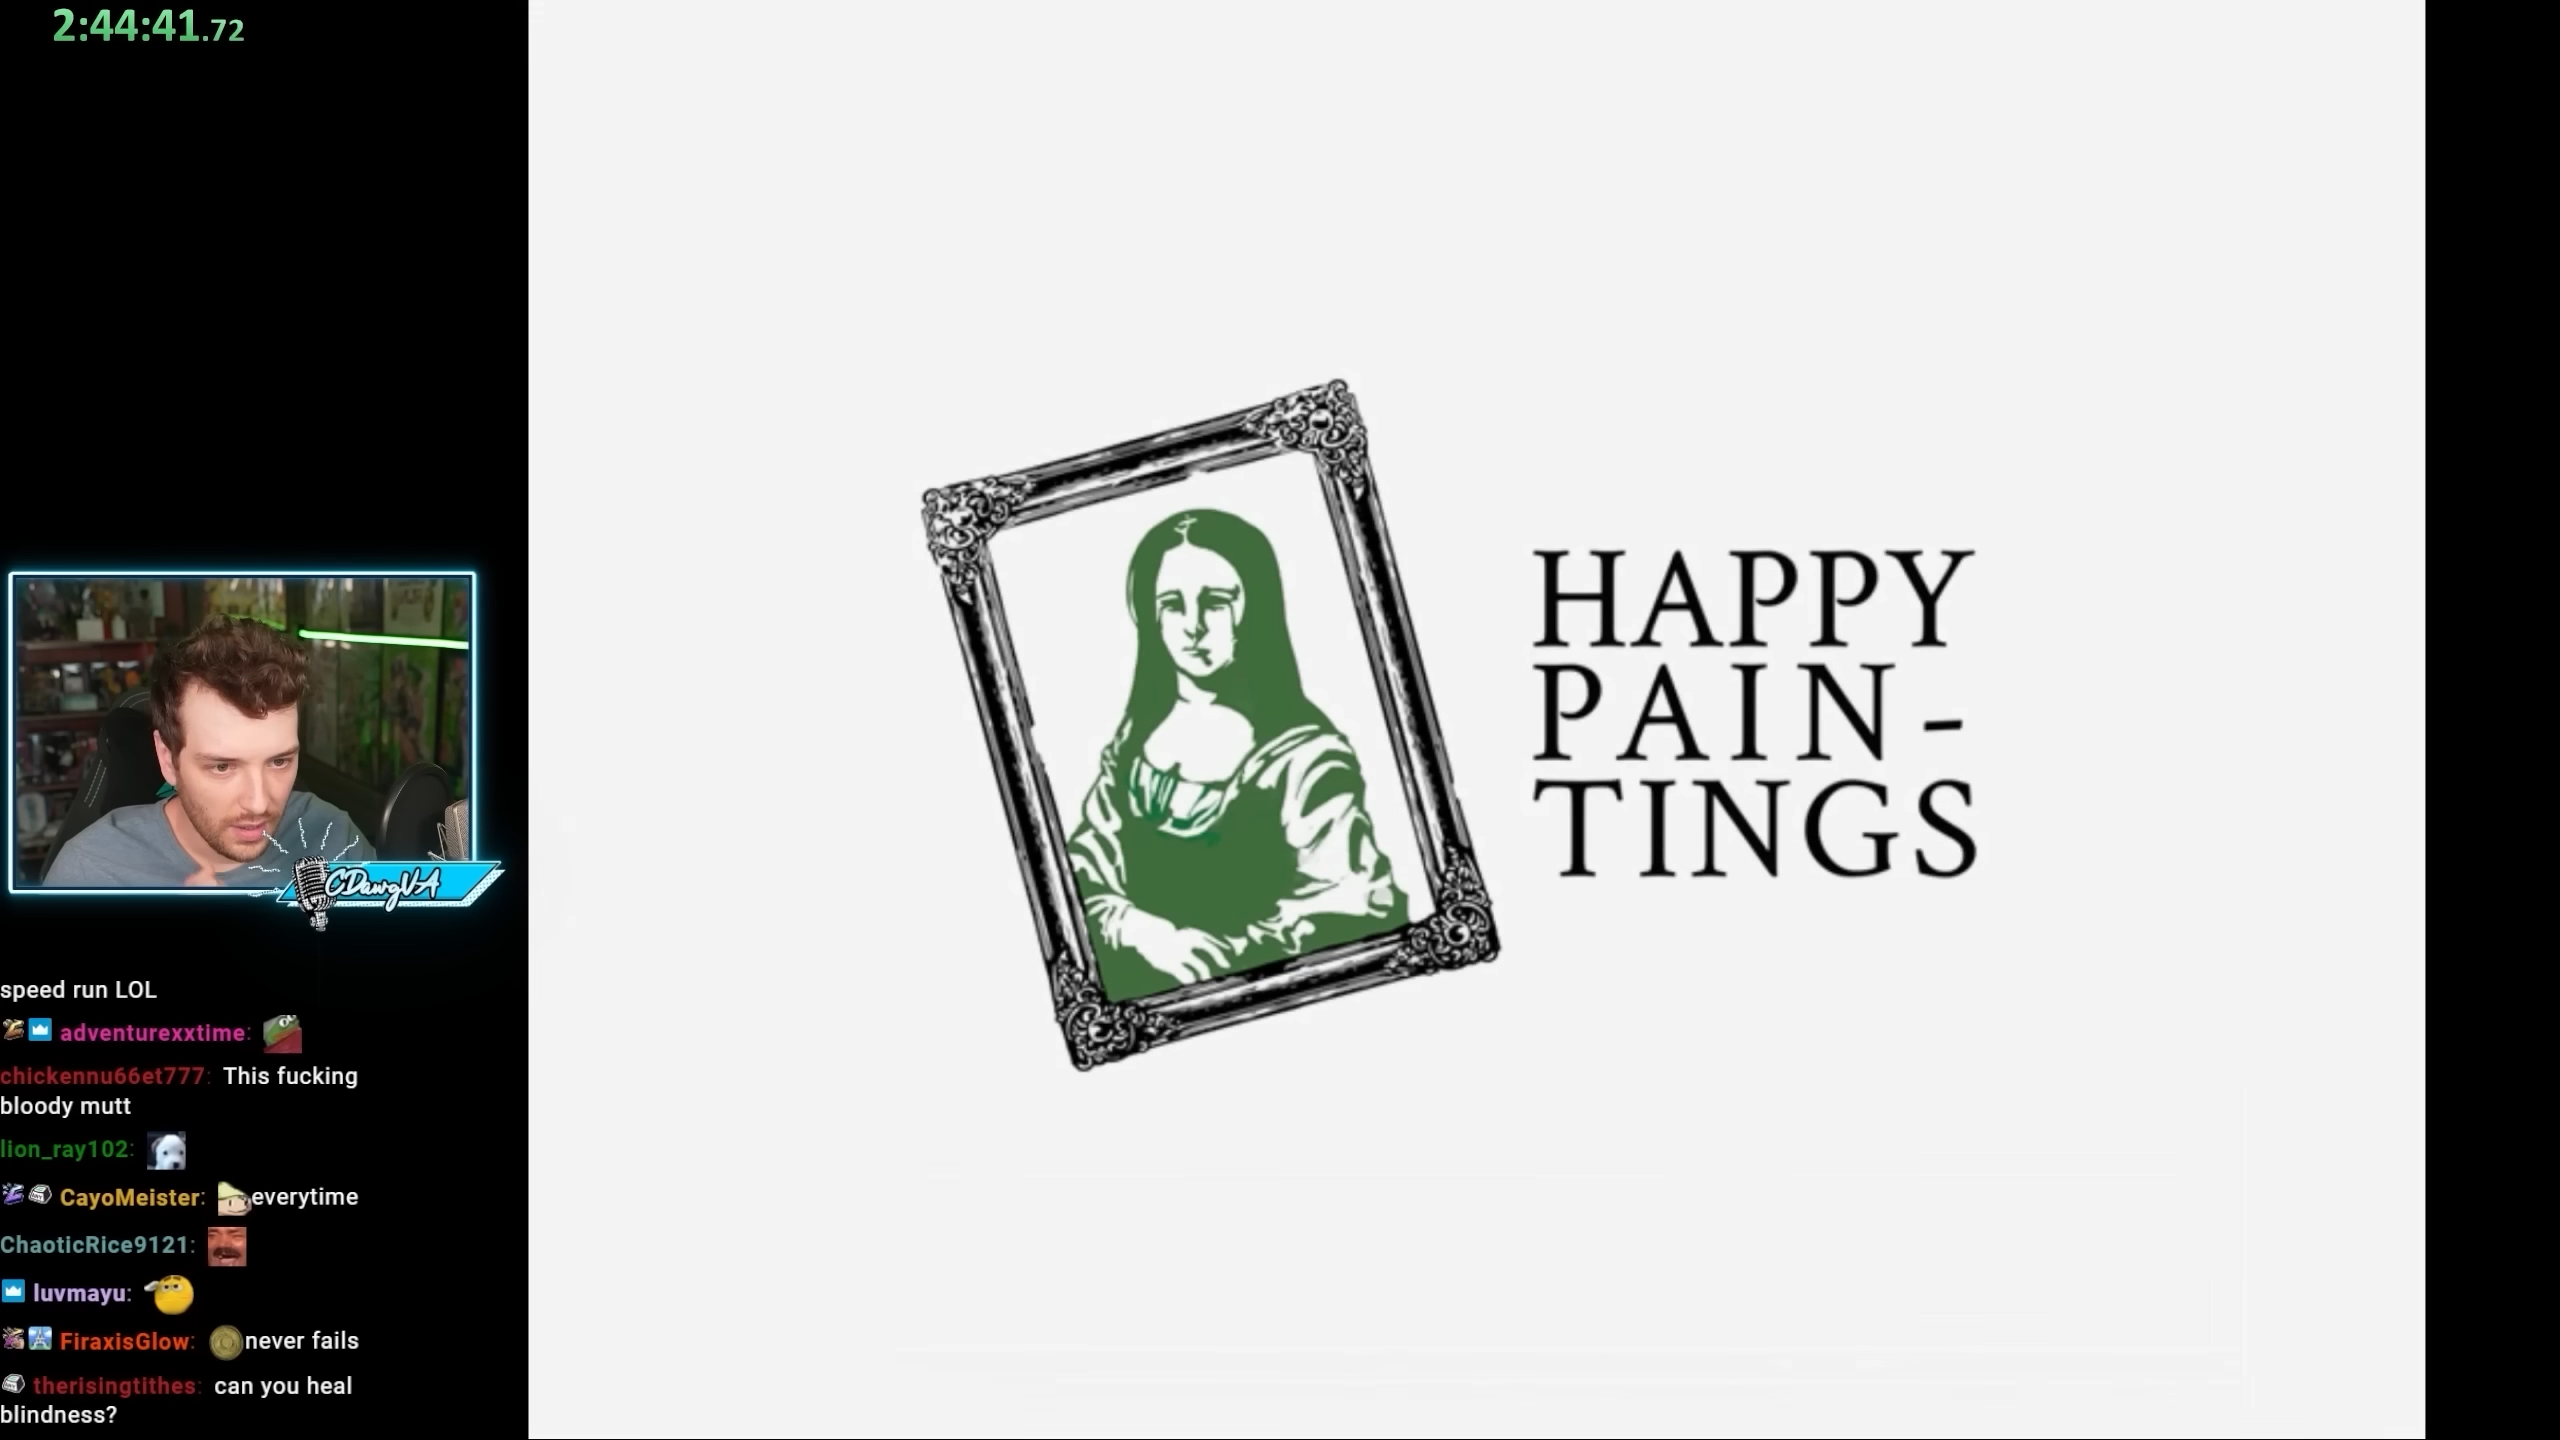 2:44:41.72
HAPPY
PAIN-
TINGS
CDawgVA
speed run LOL
adventurexxtime:
chickennu66et777: This fucking
bloody mutt
lion_ray102:
CayoMeister: everytime
ChaoticRice9121:
luvmayu:
FiraxisGlow: never fails
therisingtithes: can you heal
blindness?